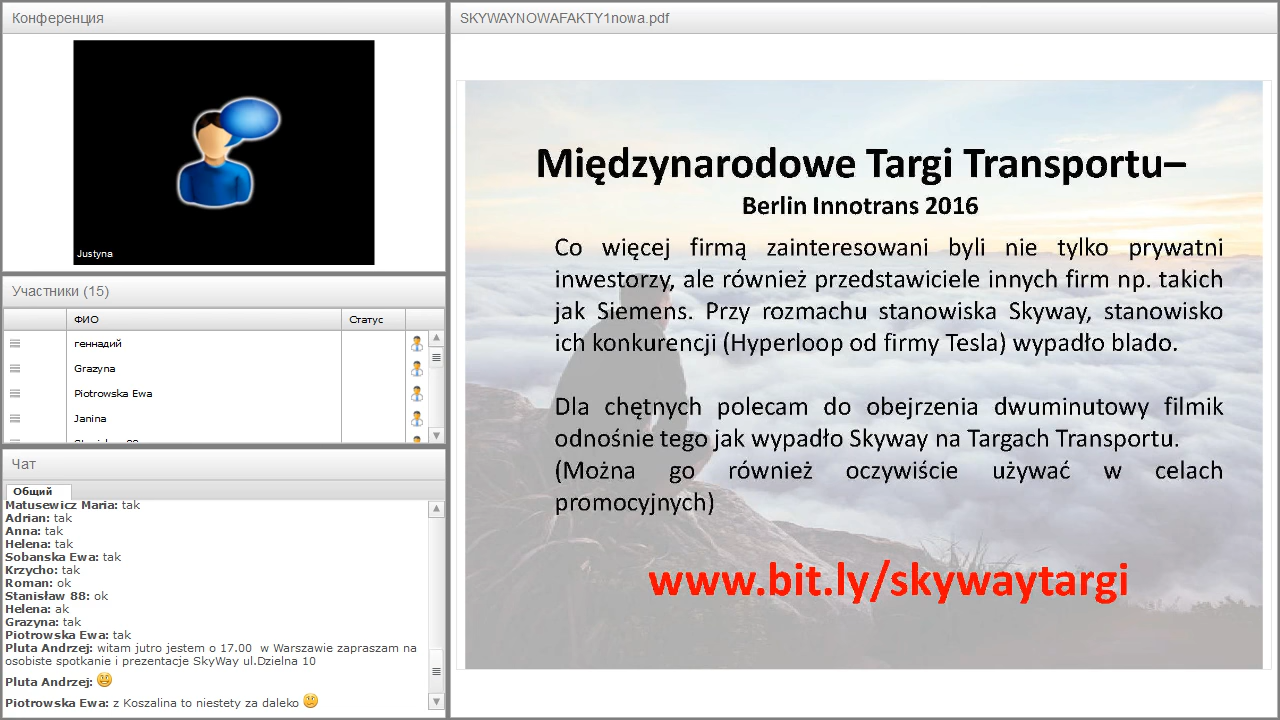 Конференция
Justyna
Участники (15)
ФИО
Статус
геннадий
Grazyna
Piotrowska Ewa
Janina
Чат
Общий
Matusewicz Maria: tak
Adrian: tak
Anna: tak
Helena: tak
Sobanska Ewa: tak
Krzycho: tak
Roman: ok
Stanisław 88: ok
Helena: ak
Grazyna: tak
Piotrowska Ewa: tak
Pluta Andrzej: witam jutro jestem o 17.00 w Warszawie zapraszam na
osobiste spotkanie i prezentacje SkyWay ul.Dzielna 10
Pluta Andrzej:
Piotrowska Ewa: z Koszalina to niestety za daleko
SKYWAYNOWAFAKTY1nowa.pdf
Międzynarodowe Targi Transportu–
Berlin Innotrans 2016
Co więcej firmą zainteresowani byli nie tylko prywatni
inwestorzy, ale również przedstawiciele innych firm np. takich
jak Siemens. Przy rozmachu stanowiska Skyway, stanowisko
ich konkurencji (Hyperloop od firmy Tesla) wypadło blado.
Dla chętnych polecam do obejrzenia dwuminutowy filmik
odnośnie tego jak wypadło Skyway na Targach Transportu.
(Można go również oczywiście używać w celach
promocyjnych)
www.bit.ly/skywaytargi